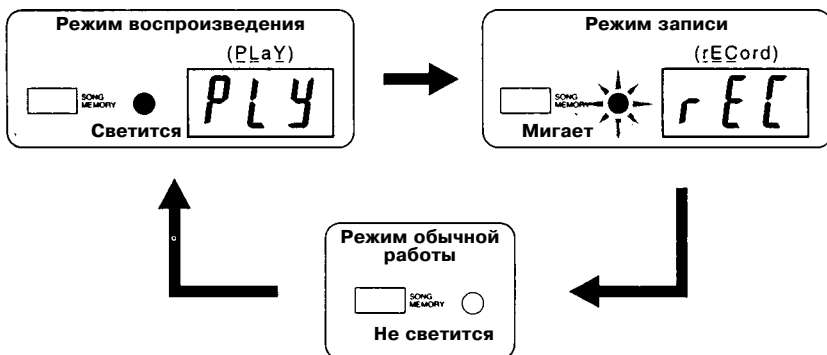 Режим воспроизведения
(PLaY)
SONG
MEMORY
PLY
Светится
Режим записи
(rECord)
SONG
MEMORY
rEC
Мигает
Режим обычной
работы
SONG
MEMORY
Не светится